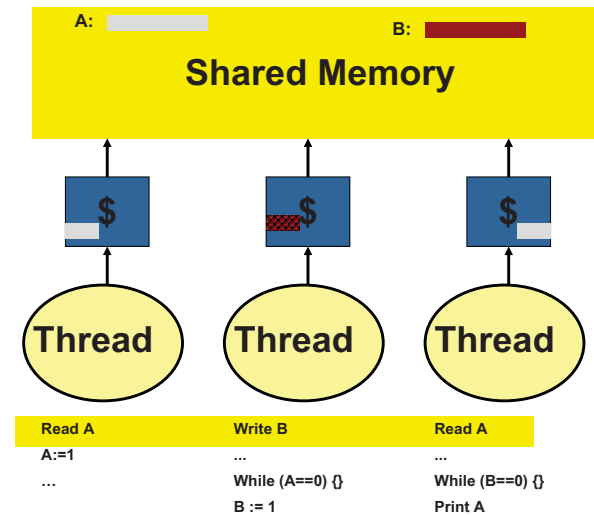 A: B:
Shared Memory
$ $ $
Thread Thread Thread
Read A Write B Read A
A:=1 ... ...
… While (A==0) {} While (B==0) {}
B := 1 Print A